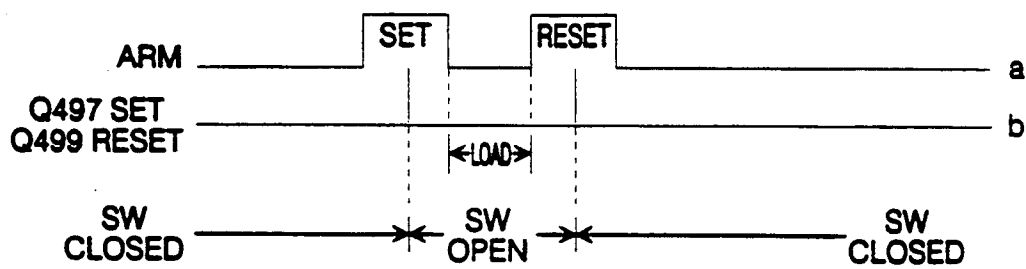 SET
RESET
ARM
a
Q497 SET
Q499 RESET
b
LOAD
SW
CLOSED
SW
OPEN
SW
CLOSED